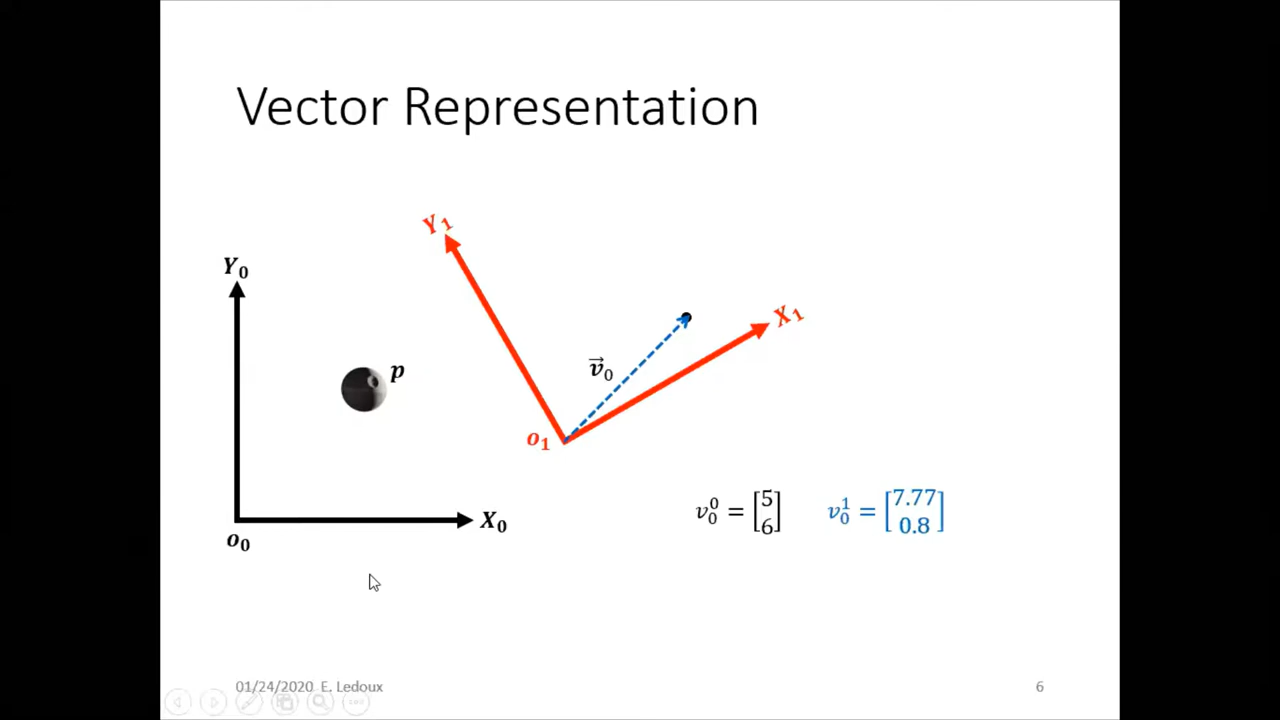 Vector Representation
Y₁
Y₀
X₁
p
v⃗₀
o₁
X₀
o₀
v₀⁰ = [5 6] v₀¹ = [7.77 0.8]
01/24/2020 E. Ledoux
6